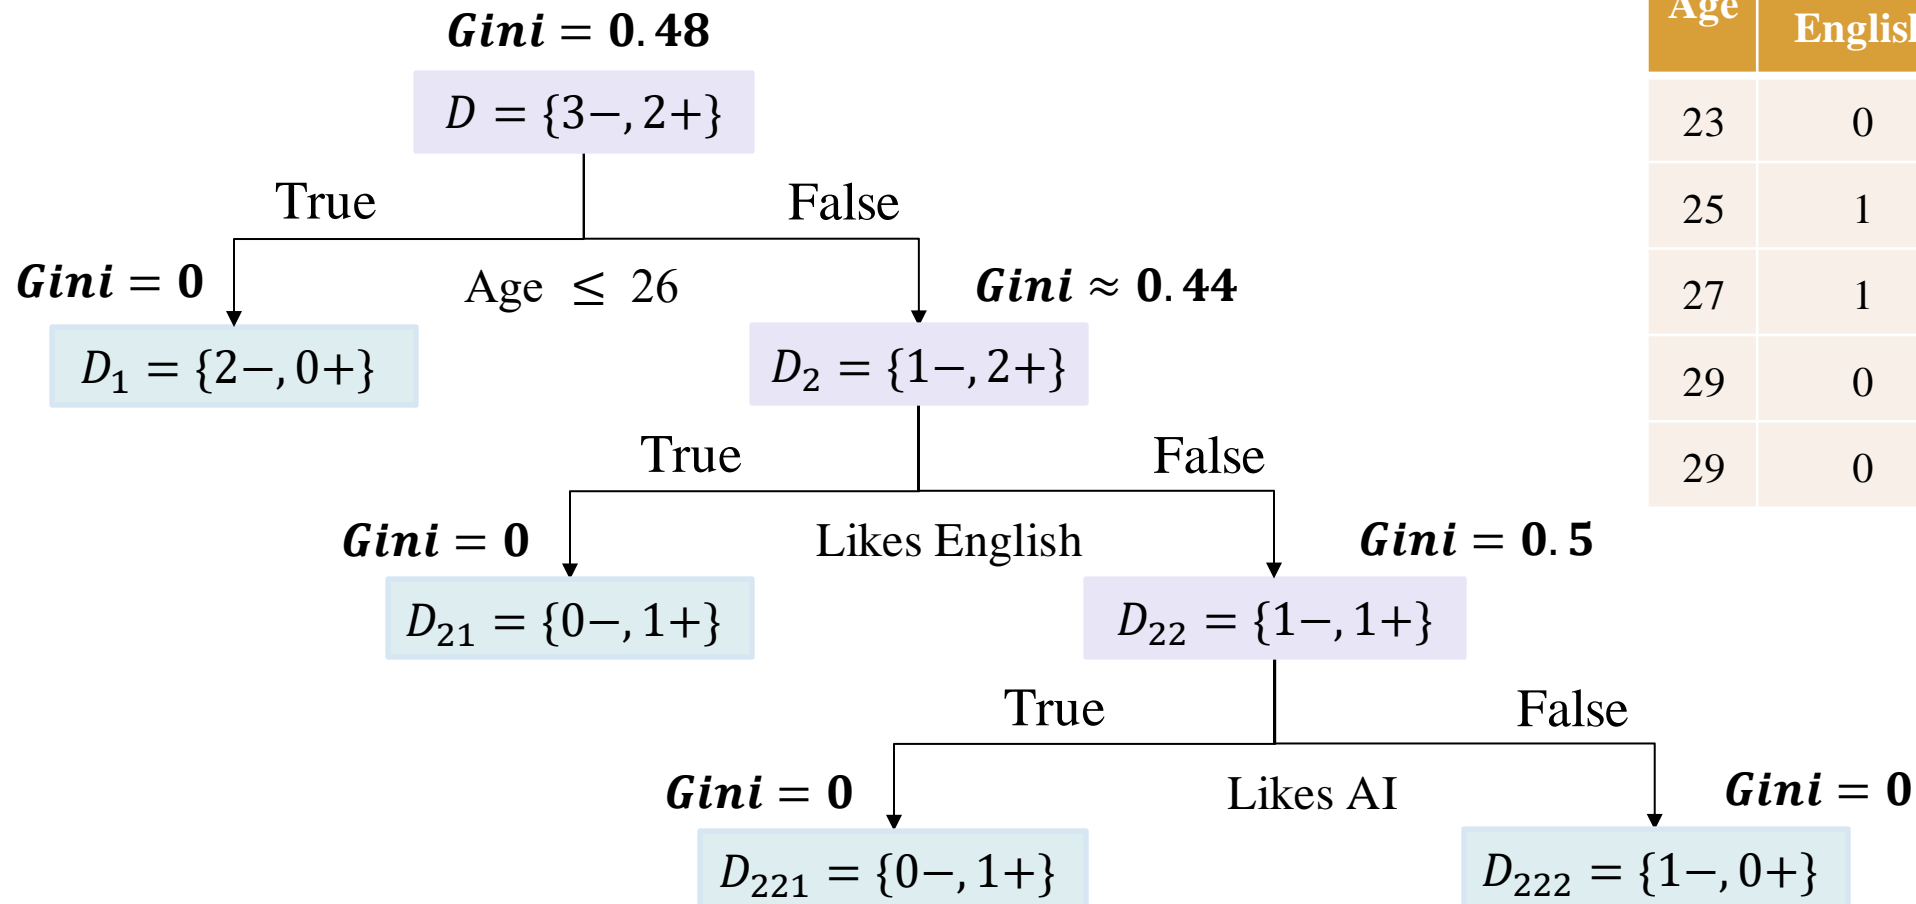 Gini = 0.48
D = {3−, 2+}
True
False
Gini = 0
Age ≤ 26
Gini ≈ 0.44
D₁ = {2−, 0+}
D₂ = {1−, 2+}
True
False
Gini = 0
Likes English
Gini = 0.5
D₂₁ = {0−, 1+}
D₂₂ = {1−, 1+}
True
False
Gini = 0
Likes AI
Gini = 0
D₂₂₁ = {0−, 1+}
D₂₂₂ = {1−, 0+}
Age English
23 0
25 1
27 1
29 0
29 0